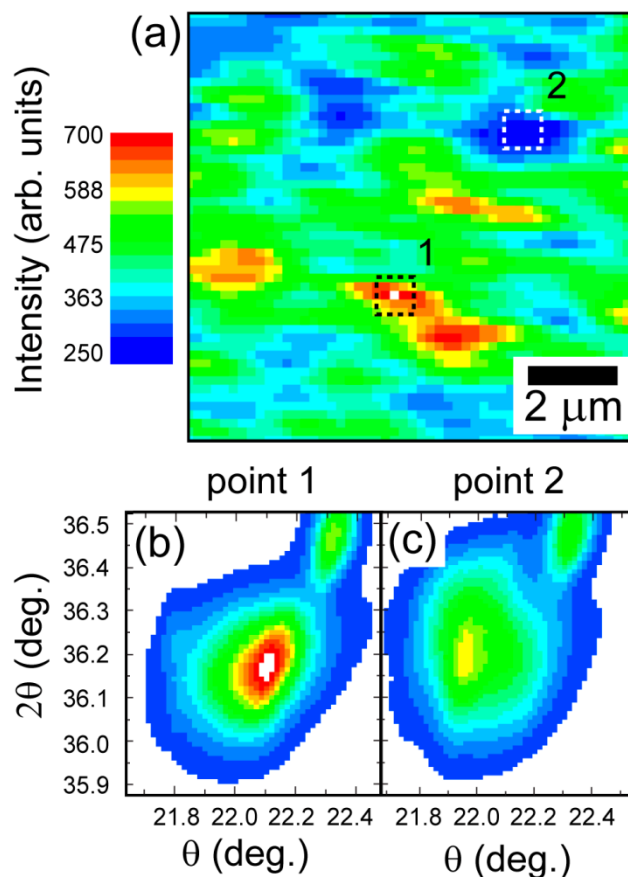 (a)
2
Intensity (arb. units)
700
588
475
363
250
1
2 μm
point 1
point 2
(b)
(c)
2θ (deg.)
36.5
36.4
36.3
36.2
36.1
36.0
35.9
21.8 22.0 22.2 22.4
21.8 22.0 22.2 22.4
θ (deg.)
θ (deg.)